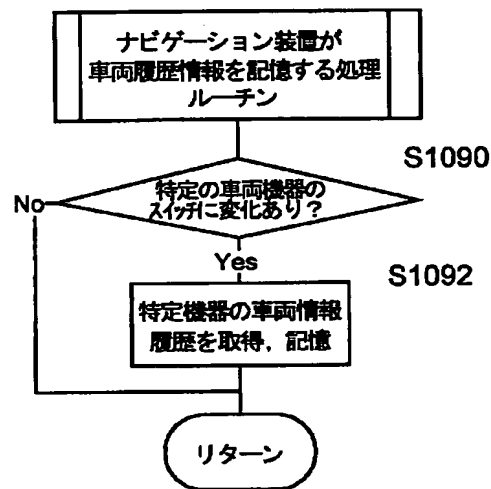 ナビゲーション装置が
車両履歴情報を記憶する処理
ルーチン
S1090
特定の車両機器の
スイッチに変化あり？
No
Yes
S1092
特定機器の車両情報
履歴を取得，記憶
リターン